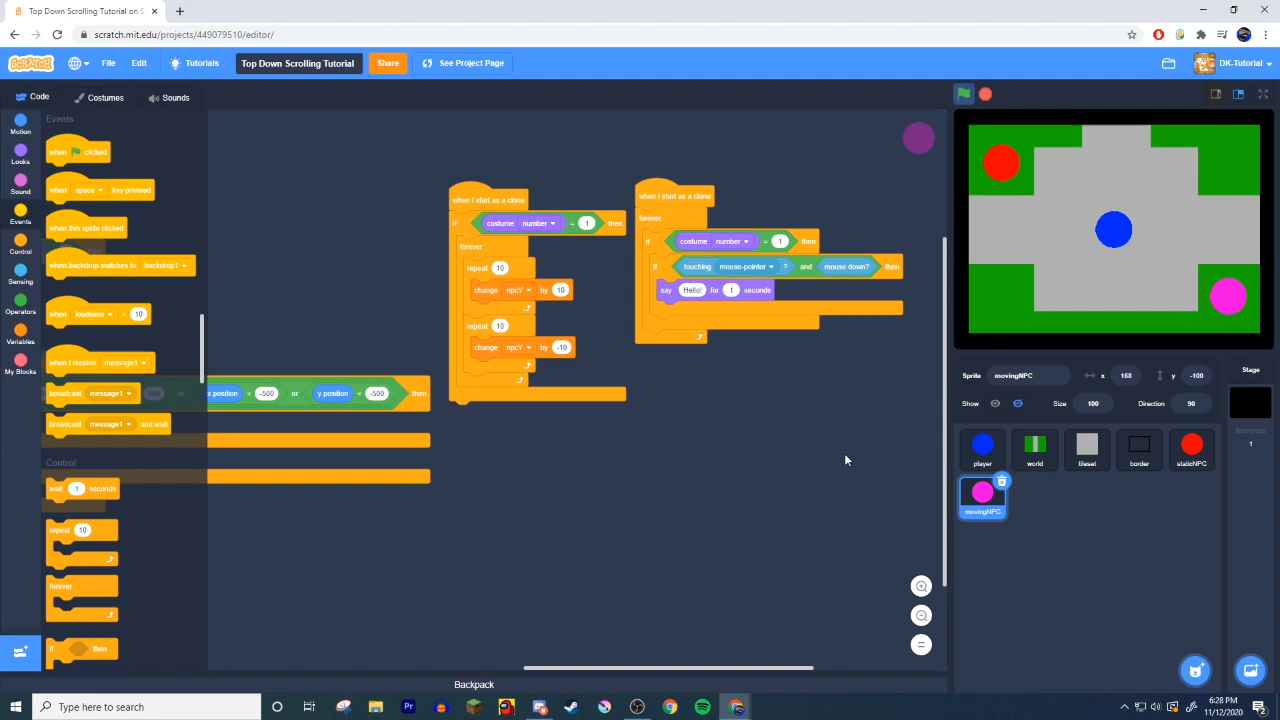 Top Down Scrolling Tutorial on S
scratch.mit.edu/projects/449079510/editor/
SCRATCH
File
Edit
Tutorials
Top Down Scrolling Tutorial
Share
See Project Page
DK-Tutorial
Code
Costumes
Sounds
Motion
Looks
Sound
Events
Control
Sensing
Operators
Variables
My Blocks
Events
when clicked
when space key pressed
when this sprite clicked
when backdrop switches to backdrop1
when loudness > 10
when I receive message1
broadcast message1
broadcast message1 and wait
Control
wait 1 seconds
repeat 10
forever
if then
x position < -500 or y position < -500 then
when I start as a clone
if costume number = 1 then
forever
repeat 10
change npcY by 10
repeat 10
change npcY by -10
when I start as a clone
forever
if costume number = 1 then
if touching mouse-pointer ? and mouse down? then
say Hello! for 1 seconds
Sprite movingNPC x 168 y -100
Show Size 100 Direction 90
Stage
Backdrops
1
player
world
tileset
border
staticNPC
movingNPC
Backpack
Type here to search
Pr
6:28 PM
11/12/2020
2